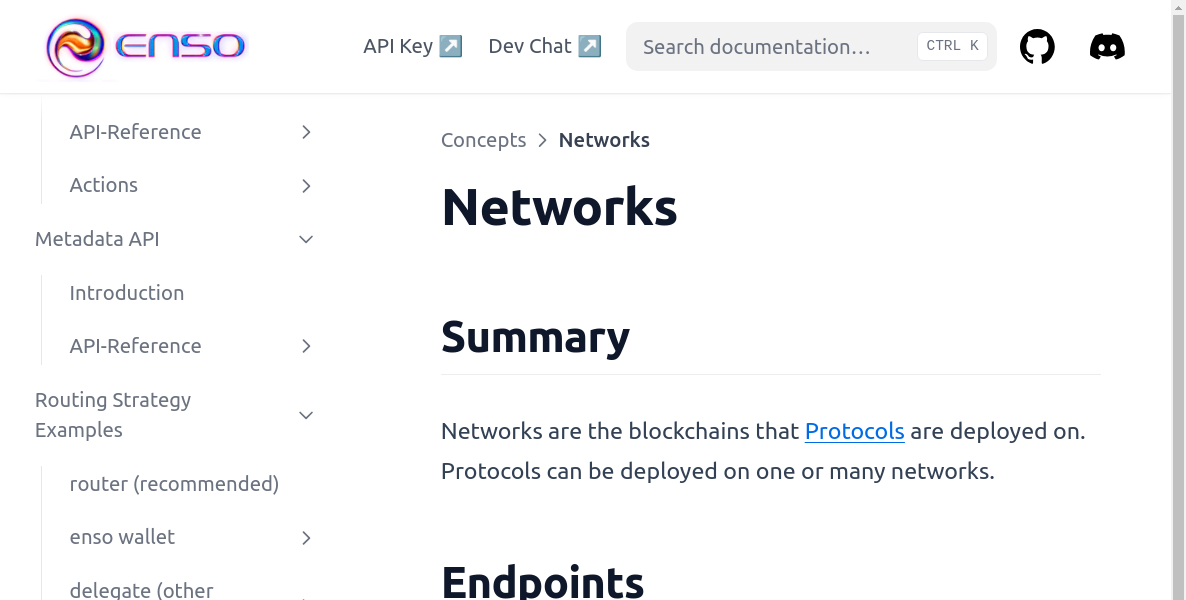 ENSO
API Key ↗
Dev Chat ↗
Search documentation…
CTRL K
API-Reference
Actions
Metadata API
Introduction
API-Reference
Routing Strategy
Examples
router (recommended)
enso wallet
delegate (other
Concepts > Networks
Networks
Summary
Networks are the blockchains that Protocols are deployed on.
Protocols can be deployed on one or many networks.
Endpoints